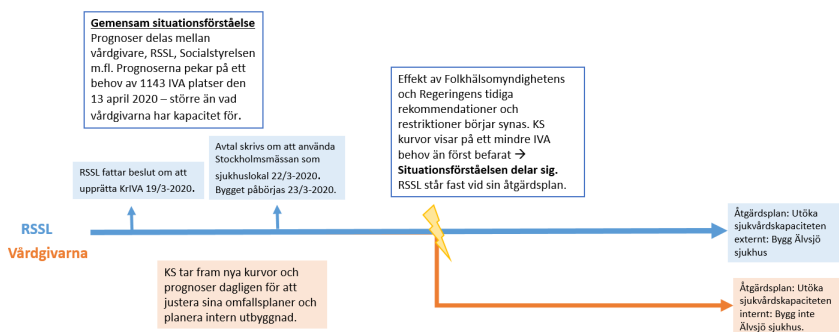 Gemensam situationsförståelse
Prognoser delas mellan
vårdgivare, RSSL, Socialstyrelsen
m.fl. Prognoserna pekar på ett
behov av 1143 IVA platser den
13 april 2020 – större än vad
vårdgivarna har kapacitet för.
RSSL fattar beslut om att
upprätta KrIVA 19/3-2020.
Avtal skrivs om att använda
Stockholmsmässan som
sjukhuslokal 22/3-2020.
Bygget påbörjas 23/3-2020.
Effekt av Folkhälsomyndighetens
och Regeringens tidiga
rekommendationer och
restriktioner börjar synas. KS
kurvor visar på ett mindre IVA
behov än först befarat →
Situationsförståelsen delar sig.
RSSL står fast vid sin åtgärdsplan.
RSSL
Vårdgivarna
Åtgärdsplan: Utöka
sjukvårdskapaciteten
externt: Bygg Älvsjö
sjukhus
KS tar fram nya kurvor och
prognoser dagligen för att
justera sina omfallsplaner och
planera intern utbyggnad.
Åtgärdsplan: Utöka
sjukvårdskapaciteten
internt: Bygg inte
Älvsjö sjukhus.